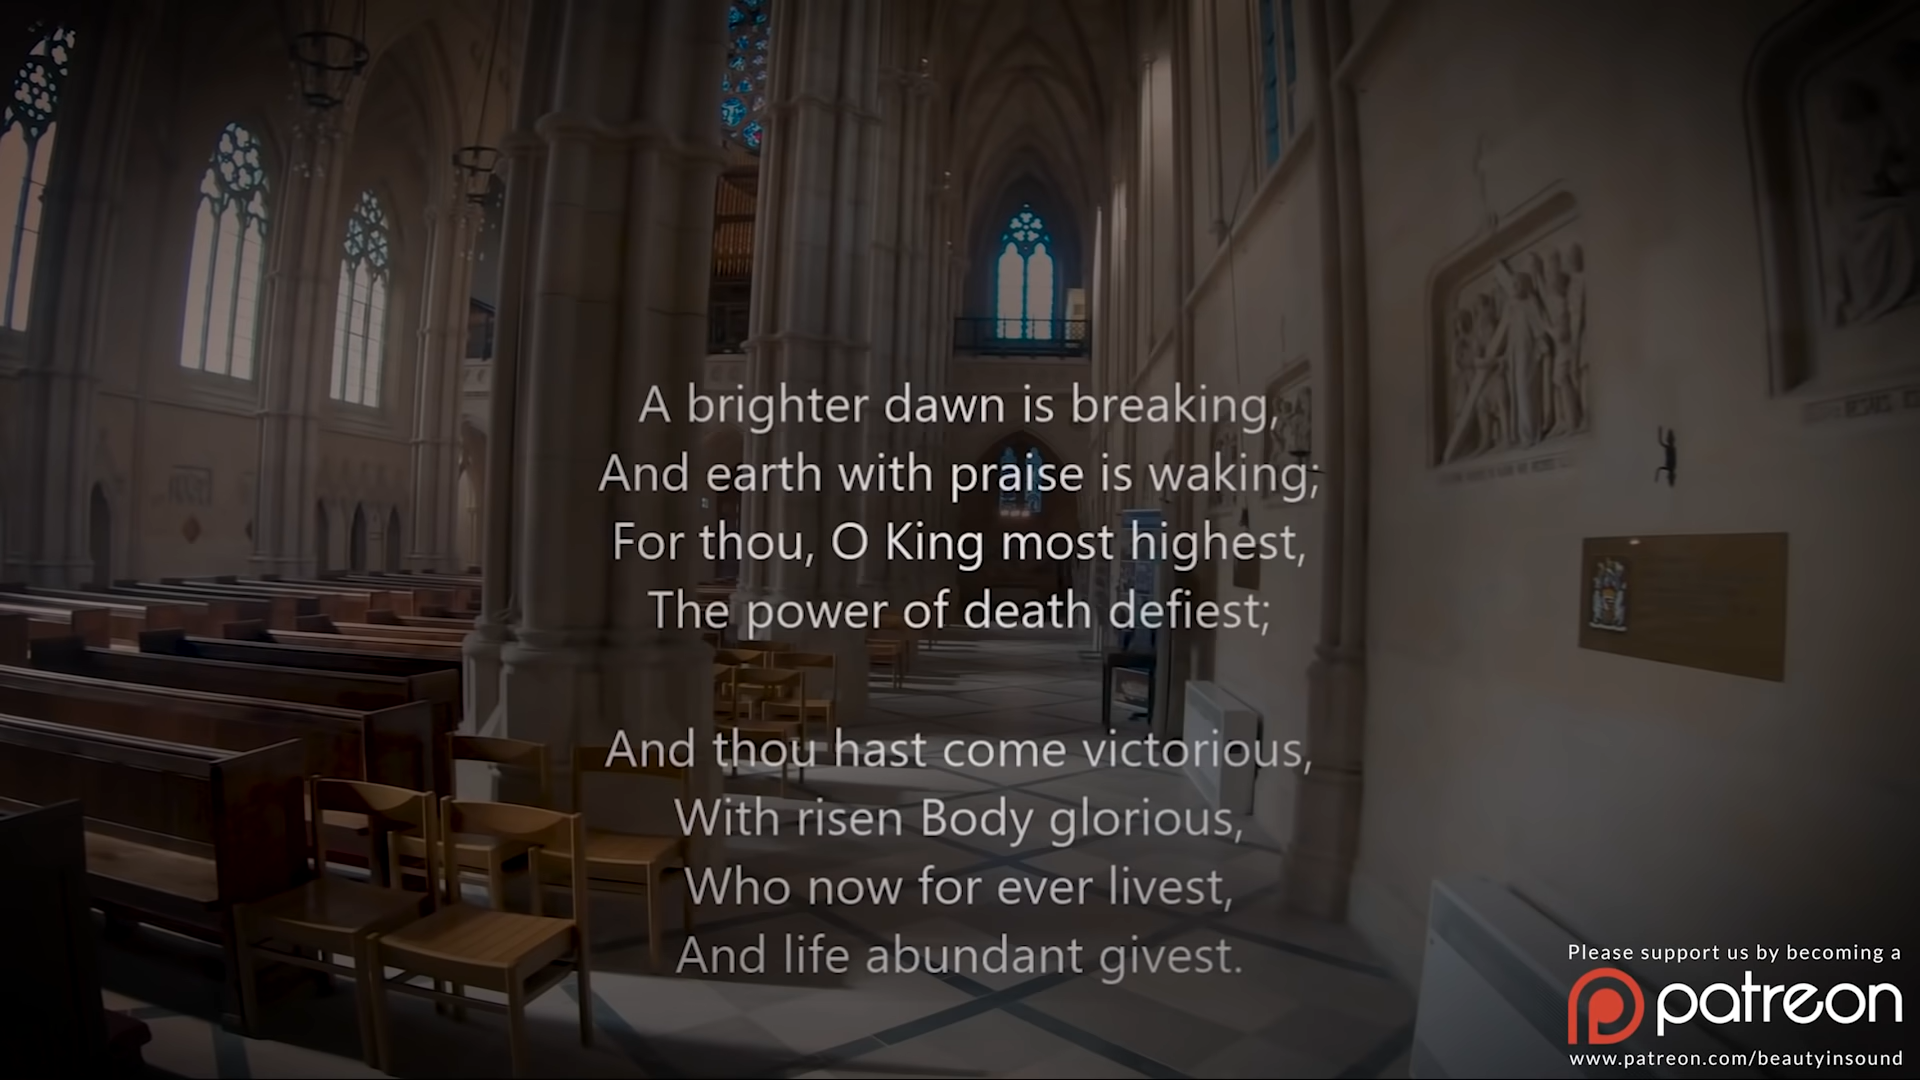 A brighter dawn is breaking,
And earth with praise is waking;
For thou, O King most highest,
The power of death defiest;
And thou hast come victorious,
With risen Body glorious,
Who now for ever livest,
And life abundant givest.
Please support us by becoming a
patreon
www.patreon.com/beautyinsound